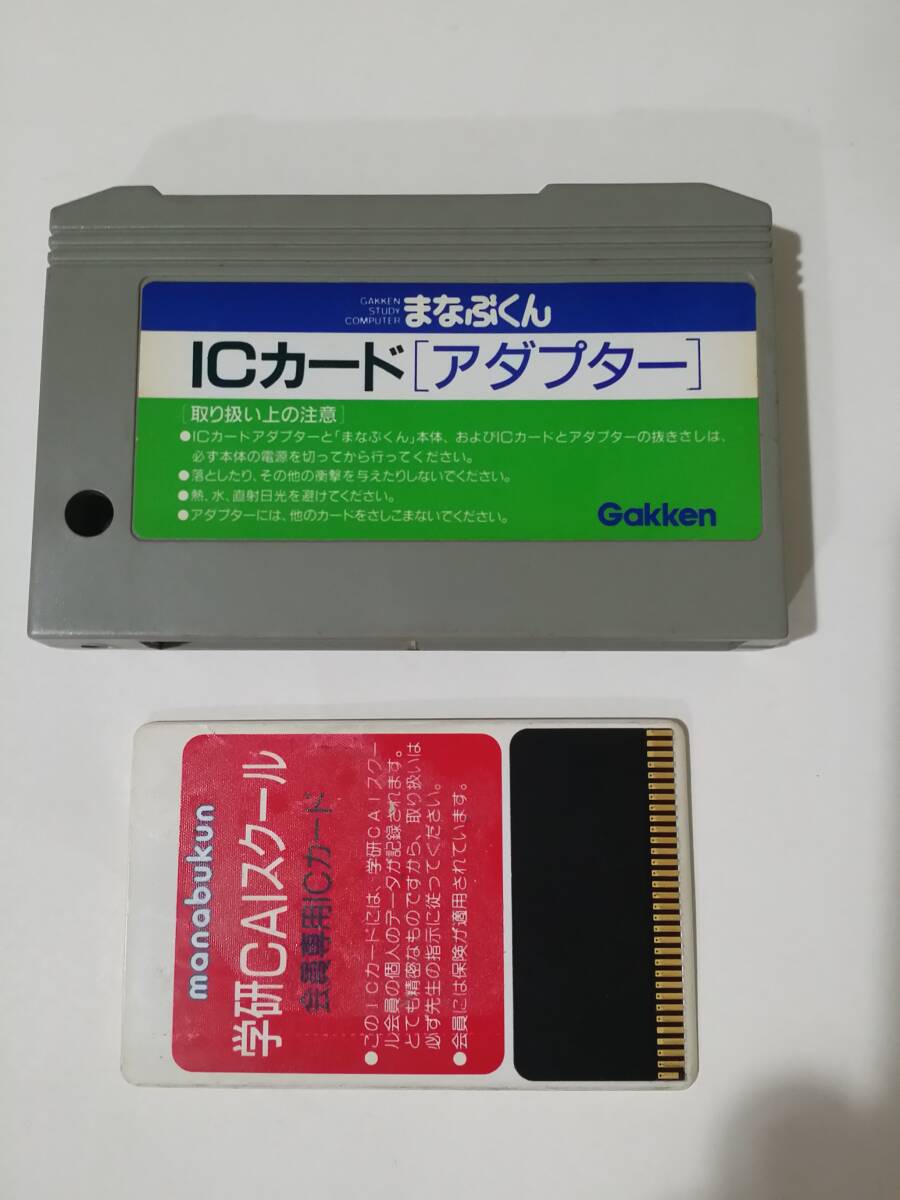 GAKKEN
STUDY
COMPUTER まなぶくん
ICカード[アダプター]
[取り扱い上の注意]
●ICカードアダプターと「まなぶくん」本体、およびICカードとアダプターの抜きさしは、
必ず本体の電源を切ってから行ってください。
●落としたり、その他の衝撃を与えたりしないでください。
●熱、水、直射日光を避けてください。
●アダプターには、他のカードをさしこまないでください。
Gakken
manabukun
学研CAIスクール
会員専用ICカード
●このICカードには、学研CAIスクー
ル会員の個人のデータが記録されます。
とても精密なものですから、取り扱いは
必ず先生の指示に従ってください。
●会員には保険が適用されています。